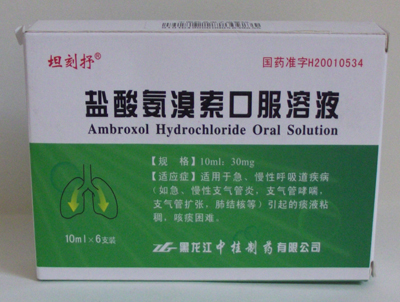 坦刻抒®
国药准字H20010534
盐酸氨溴索口服溶液
Ambroxol Hydrochloride Oral Solution
【规 格】10ml:30mg
【适应症】适用于急、慢性呼吸道疾病
(如急、慢性支气管炎,支气管哮喘,
支气管扩张,肺结核等)引起的痰液粘
稠,咳痰困难。
10ml×6支装
黑龙江中桂制药有限公司